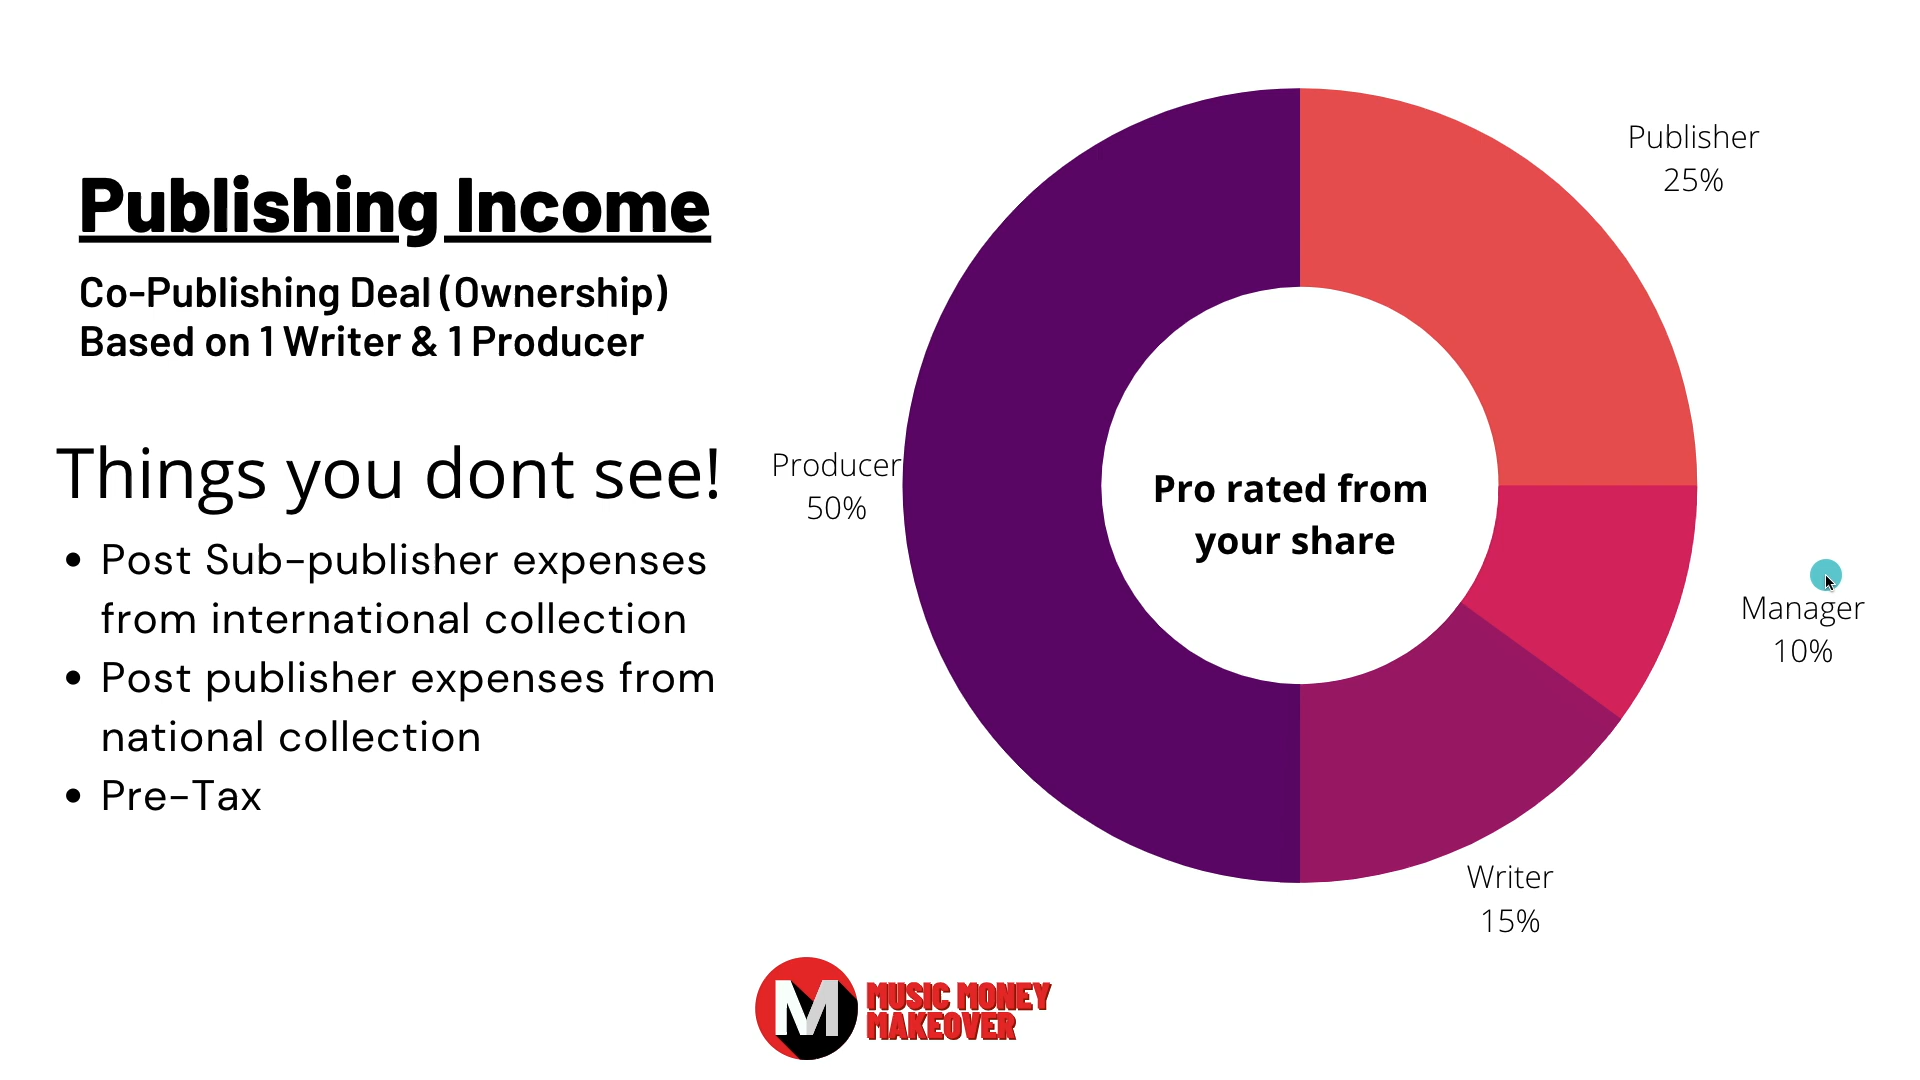 Publishing Income
Co-Publishing Deal (Ownership)
Based on 1 Writer & 1 Producer
Things you dont see!
• Post Sub-publisher expenses
from international collection
• Post publisher expenses from
national collection
• Pre-Tax
Publisher
25%
Producer
50%
Pro rated from
your share
Manager
10%
Writer
15%
M
MUSIC MONEY
MAKEOVER